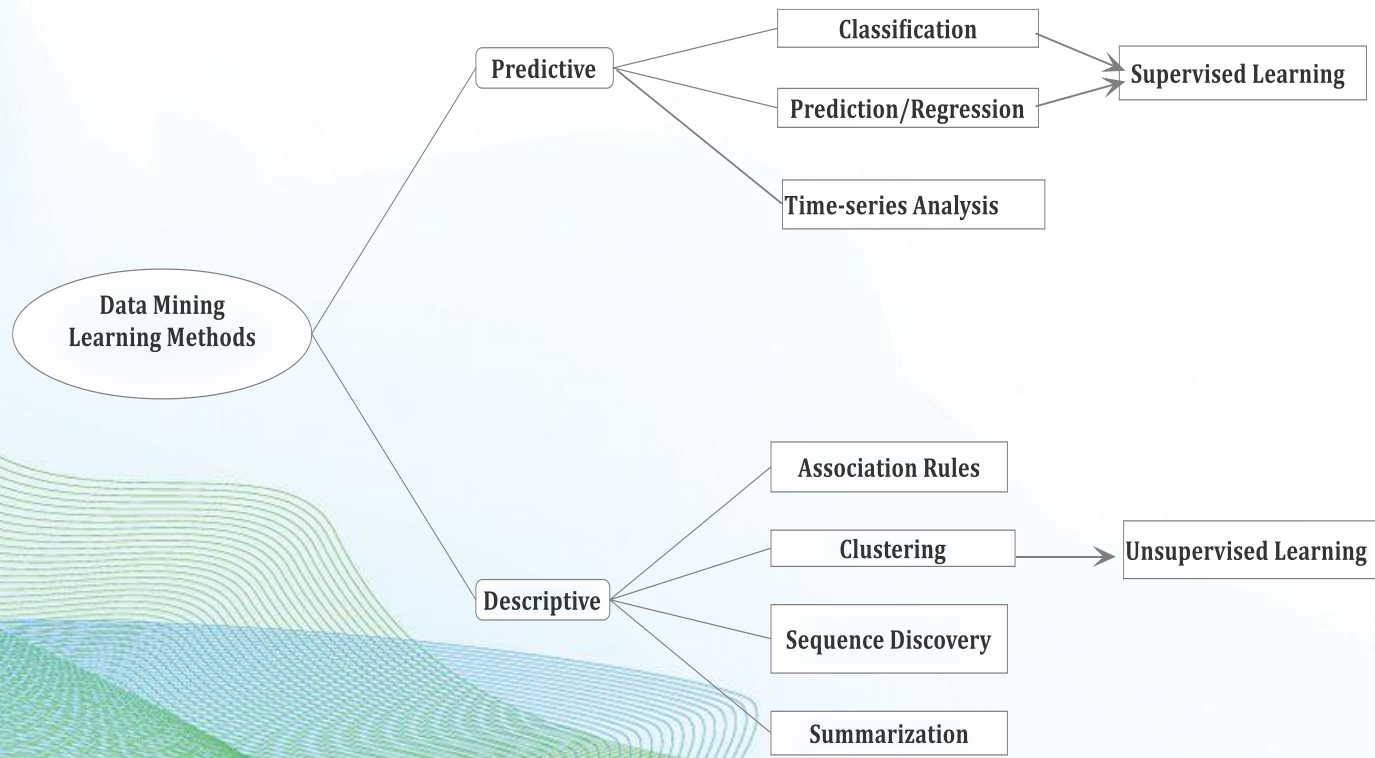 Data Mining
Learning Methods
Predictive
Classification
Prediction/Regression
Time-series Analysis
Supervised Learning
Descriptive
Association Rules
Clustering
Sequence Discovery
Summarization
Unsupervised Learning